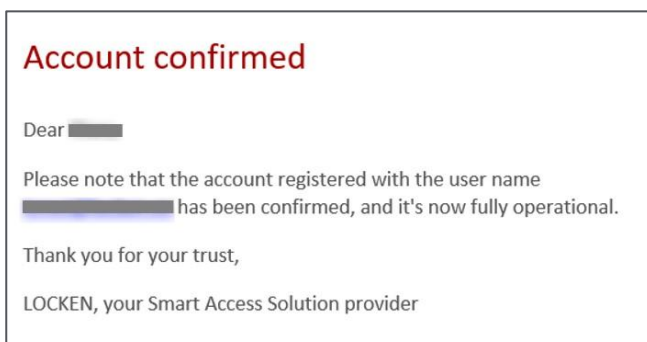 Account confirmed
Dear
Please note that the account registered with the user name
has been confirmed, and it's now fully operational.
Thank you for your trust,
LOCKEN, your Smart Access Solution provider